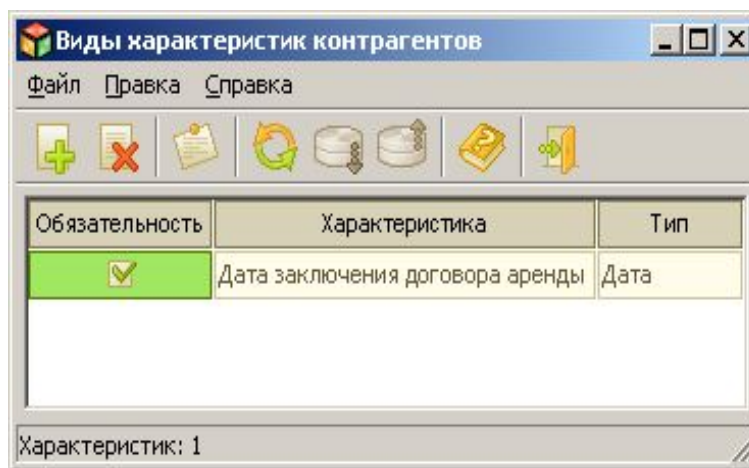 Виды характеристик контрагентов
Файл Правка Справка
Обязательность Характеристика Тип
Дата заключения договора аренды Дата
Характеристик: 1